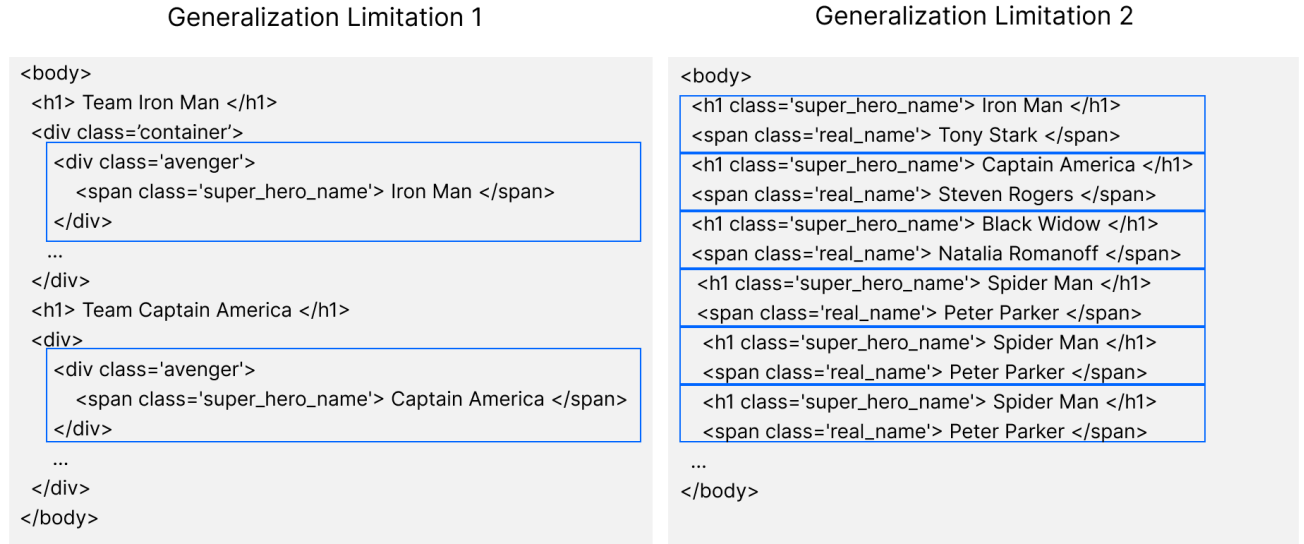 Generalization Limitation 1
<body>
<h1> Team Iron Man </h1>
<div class=’container’>
<div class='avenger'>
<span class='super_hero_name'> Iron Man </span>
</div>
...
</div>
<h1> Team Captain America </h1>
<div>
<div class='avenger'>
<span class='super_hero_name'> Captain America </span>
</div>
...
</div>
</body>
Generalization Limitation 2
<body>
<h1 class='super_hero_name'> Iron Man </h1>
<span class='real_name'> Tony Stark </span>
<h1 class='super_hero_name'> Captain America </h1>
<span class='real_name'> Steven Rogers </span>
<h1 class='super_hero_name'> Black Widow </h1>
<span class='real_name'> Natalia Romanoff </span>
<h1 class='super_hero_name'> Spider Man </h1>
<span class='real_name'> Peter Parker </span>
<h1 class='super_hero_name'> Spider Man </h1>
<span class='real_name'> Peter Parker </span>
<h1 class='super_hero_name'> Spider Man </h1>
<span class='real_name'> Peter Parker </span>
...
</body>